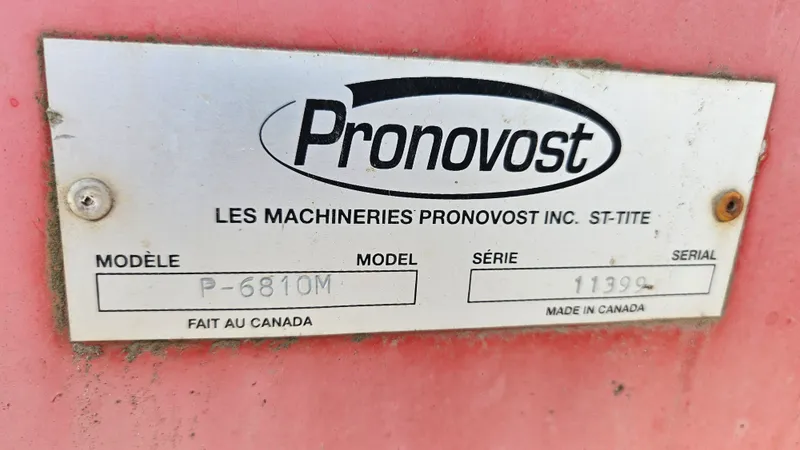 Pronovost
LES MACHINERIES PRONOVOST INC. ST-TITE
MODÈLE MODEL SÉRIE SERIAL
P-6810M 11399
FAIT AU CANADA MADE IN CANADA